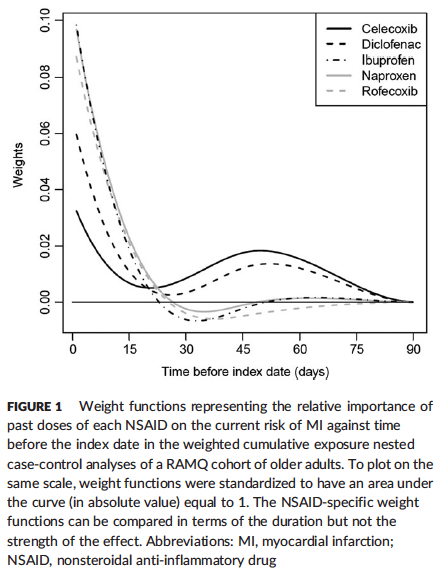 0.10
0.08
0.06
0.04
0.02
0.00
Weights
Celecoxib
Diclofenac
Ibuprofen
Naproxen
Rofecoxib
0 15 30 45 60 75 90
Time before index date (days)
FIGURE 1 Weight functions representing the relative importance of
past doses of each NSAID on the current risk of MI against time
before the index date in the weighted cumulative exposure nested
case-control analyses of a RAMQ cohort of older adults. To plot on the
same scale, weight functions were standardized to have an area under
the curve (in absolute value) equal to 1. The NSAID-specific weight
functions can be compared in terms of the duration but not the
strength of the effect. Abbreviations: MI, myocardial infarction;
NSAID, nonsteroidal anti-inflammatory drug